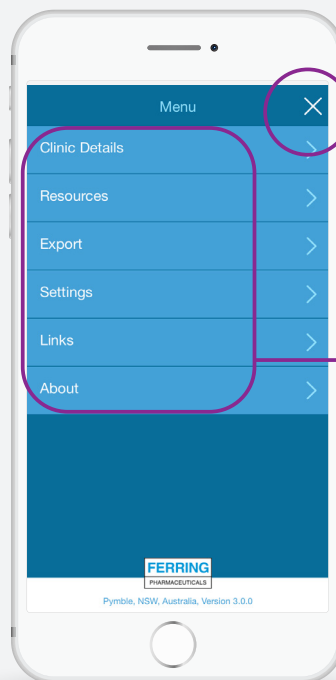 Menu
Clinic Details
Resources
Export
Settings
Links
About
FERRING
PHARMACEUTICALS
Pymble, NSW, Australia, Version 3.0.0